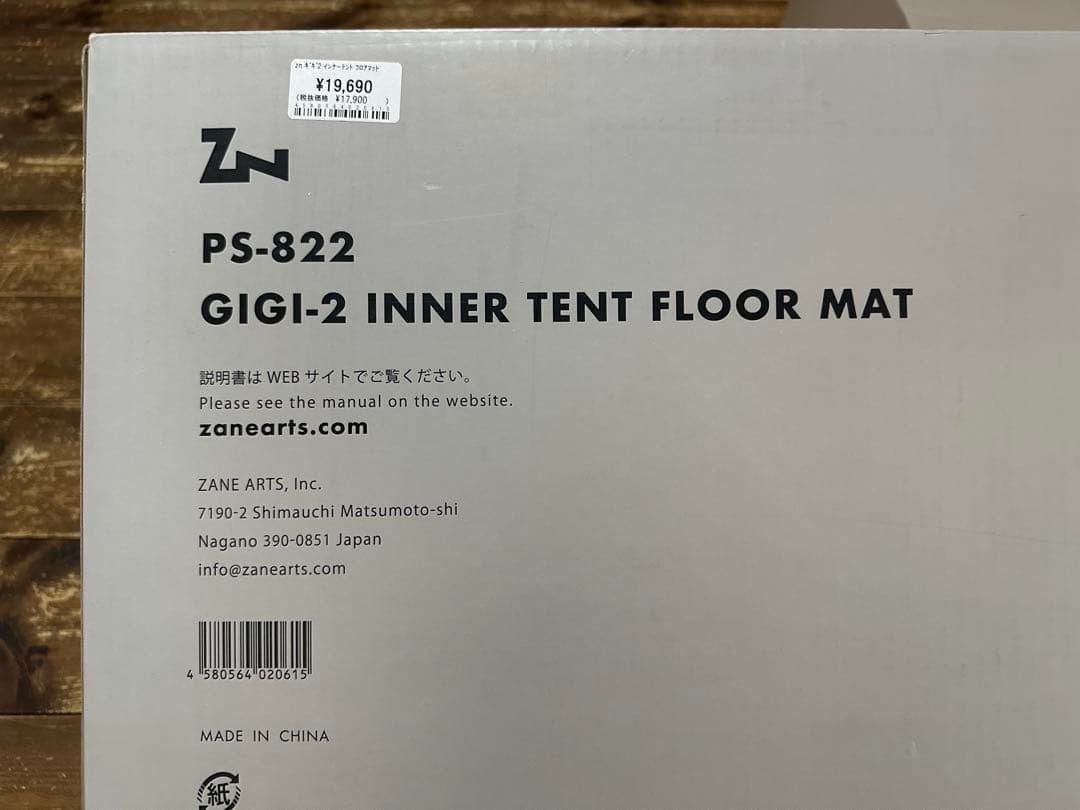 zn ｷﾞｷﾞ2 ｲﾝﾅｰﾃﾝﾄ ﾌﾛｱﾏｯﾄ
¥19,690
(税抜価格 ¥17,900 )
ZN
PS-822
GIGI-2 INNER TENT FLOOR MAT
説明書は WEB サイトでご覧ください。
Please see the manual on the website.
zanearts.com
ZANE ARTS, Inc.
7190-2 Shimauchi Matsumoto-shi
Nagano 390-0851 Japan
info@zanearts.com
4 580564 020615
MADE IN CHINA
紙